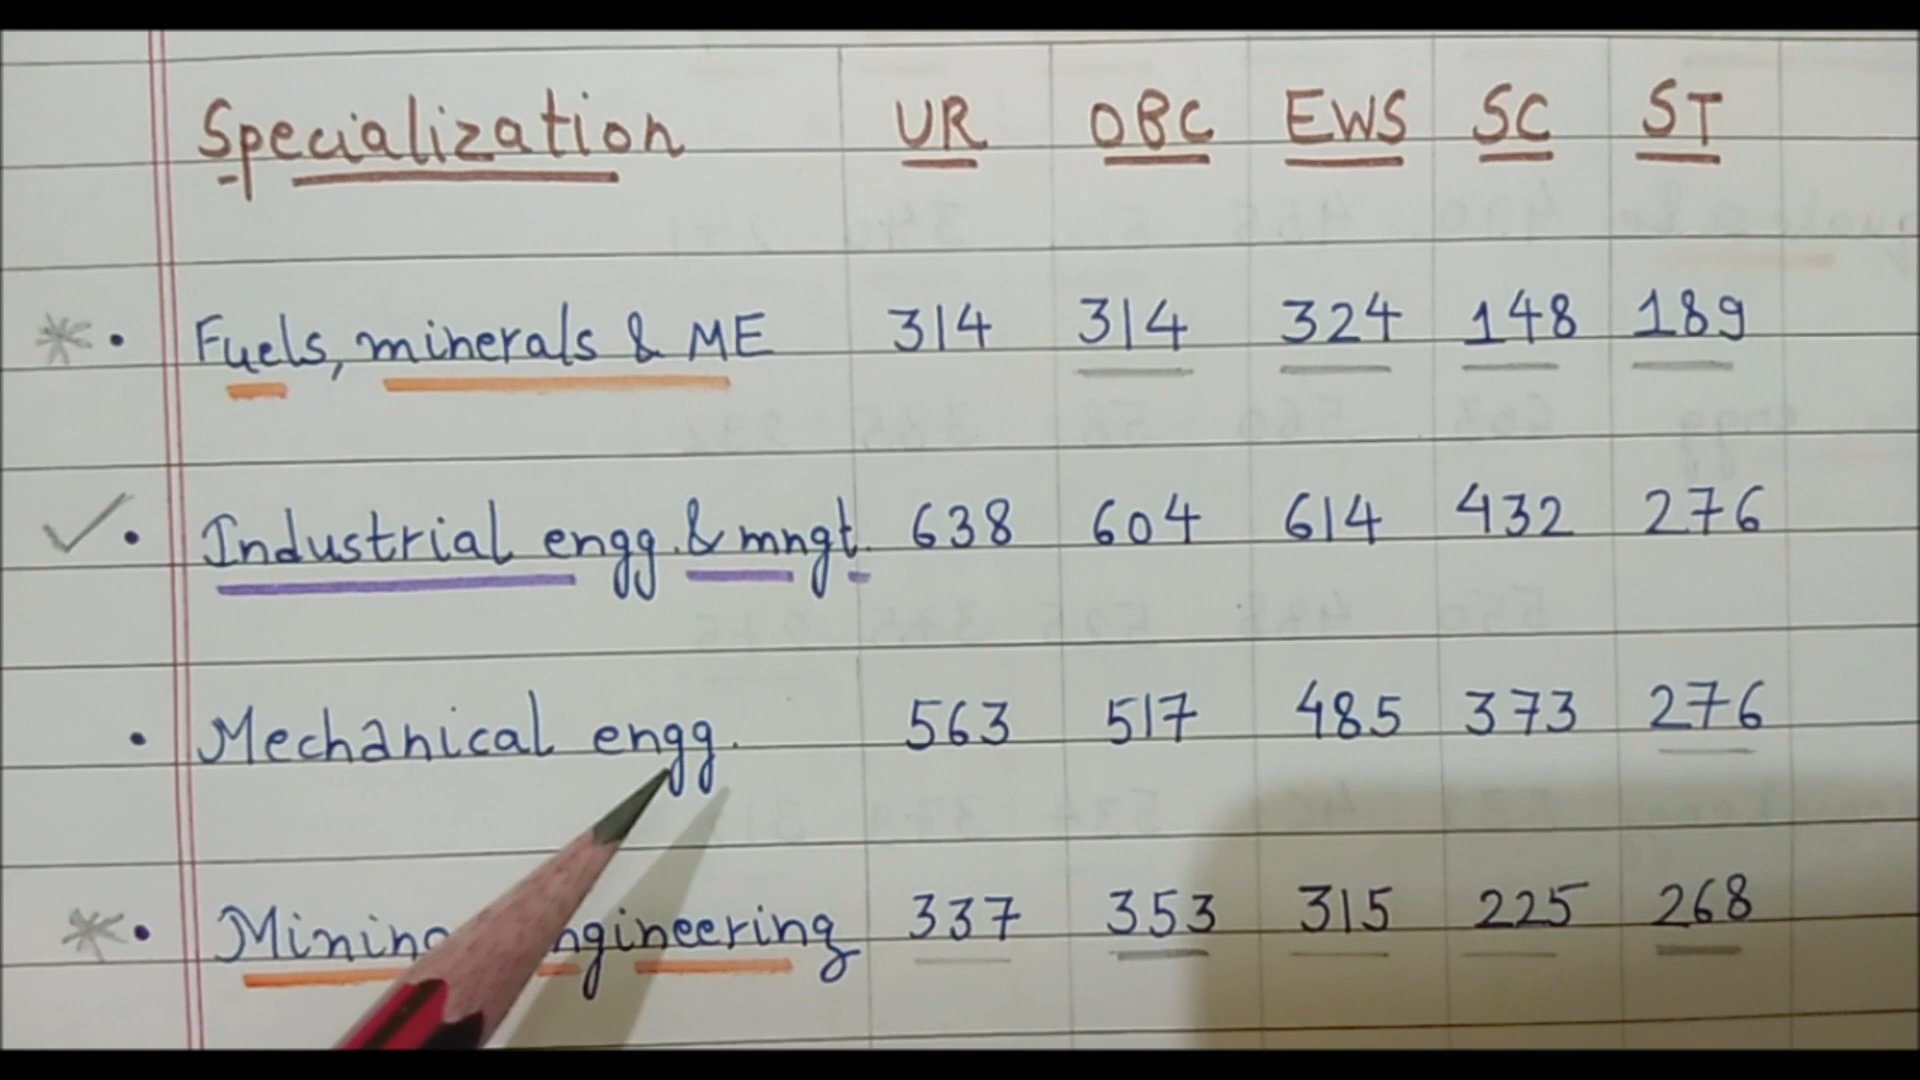 Specialization UR OBC EWS SC ST
Fuels, minerals & ME 314 314 324 148 189
Industrial engg. & mngt. 638 604 614 432 276
Mechanical engg. 563 517 485 373 276
Mining engineering 337 353 315 225 268